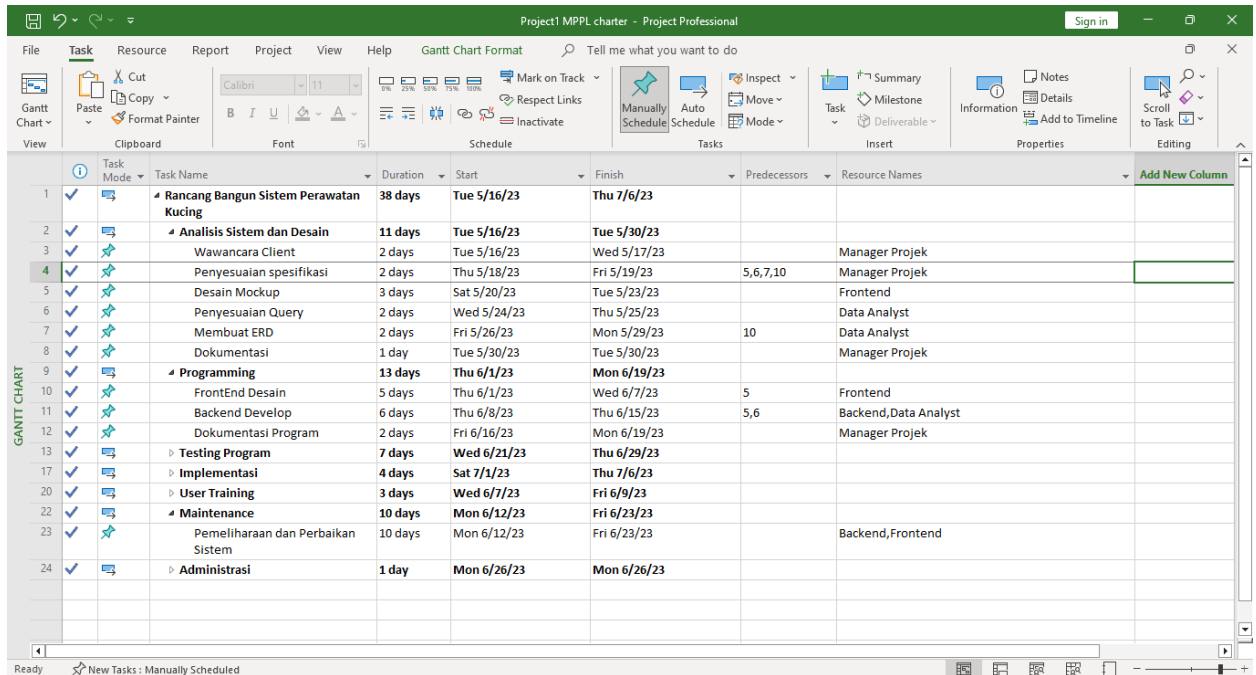 Project1 MPPL charter - Project Professional
Sign in
File Task Resource Report Project View Help Gantt Chart Format Tell me what you want to do
Gantt Chart
View
Paste
Cut
Copy
Format Painter
Clipboard
Calibri 11
B I U A
Font
0% 25% 50% 75% 100%
Mark on Track
Respect Links
Inactivate
Schedule
Manually Schedule
Auto Schedule
Inspect
Move
Mode
Tasks
Task
Summary
Milestone
Deliverable
Insert
Information
Notes
Details
Add to Timeline
Properties
Scroll to Task
Editing
Task Mode Task Name Duration Start Finish Predecessors Resource Names Add New Column
1 Rancang Bangun Sistem Perawatan Kucing 38 days Tue 5/16/23 Thu 7/6/23
2 Analisis Sistem dan Desain 11 days Tue 5/16/23 Tue 5/30/23
3 Wawancara Client 2 days Tue 5/16/23 Wed 5/17/23 Manager Projek
4 Penyesuaian spesifikasi 2 days Thu 5/18/23 Fri 5/19/23 5,6,7,10 Manager Projek
5 Desain Mockup 3 days Sat 5/20/23 Tue 5/23/23 Frontend
6 Penyesuaian Query 2 days Wed 5/24/23 Thu 5/25/23 Data Analyst
7 Membuat ERD 2 days Fri 5/26/23 Mon 5/29/23 10 Data Analyst
8 Dokumentasi 1 day Tue 5/30/23 Tue 5/30/23 Manager Projek
9 Programming 13 days Thu 6/1/23 Mon 6/19/23
10 FrontEnd Desain 5 days Thu 6/1/23 Wed 6/7/23 5 Frontend
11 Backend Develop 6 days Thu 6/8/23 Thu 6/15/23 5,6 Backend,Data Analyst
12 Dokumentasi Program 2 days Fri 6/16/23 Mon 6/19/23 Manager Projek
13 Testing Program 7 days Wed 6/21/23 Thu 6/29/23
17 Implementasi 4 days Sat 7/1/23 Thu 7/6/23
20 User Training 3 days Wed 6/7/23 Fri 6/9/23
22 Maintenance 10 days Mon 6/12/23 Fri 6/23/23
23 Pemeliharaan dan Perbaikan Sistem 10 days Mon 6/12/23 Fri 6/23/23 Backend,Frontend
24 Administrasi 1 day Mon 6/26/23 Mon 6/26/23
GANTT CHART
Ready New Tasks : Manually Scheduled